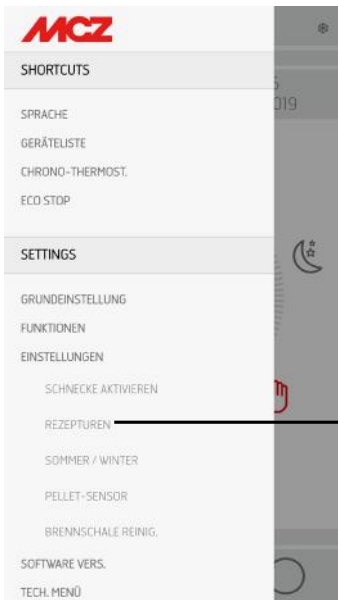 MCZ
SHORTCUTS
SPRACHE
GERÄTELISTE
CHRONO-THERMOST.
ECO STOP
SETTINGS
GRUNDEINSTELLUNG
FUNKTIONEN
EINSTELLUNGEN
SCHNECKE AKTIVIEREN
REZEPTUREN
SOMMER / WINTER
PELLET-SENSOR
BRENNSCHALE REINIG.
SOFTWARE VERS.
TECH. MENÜ
019